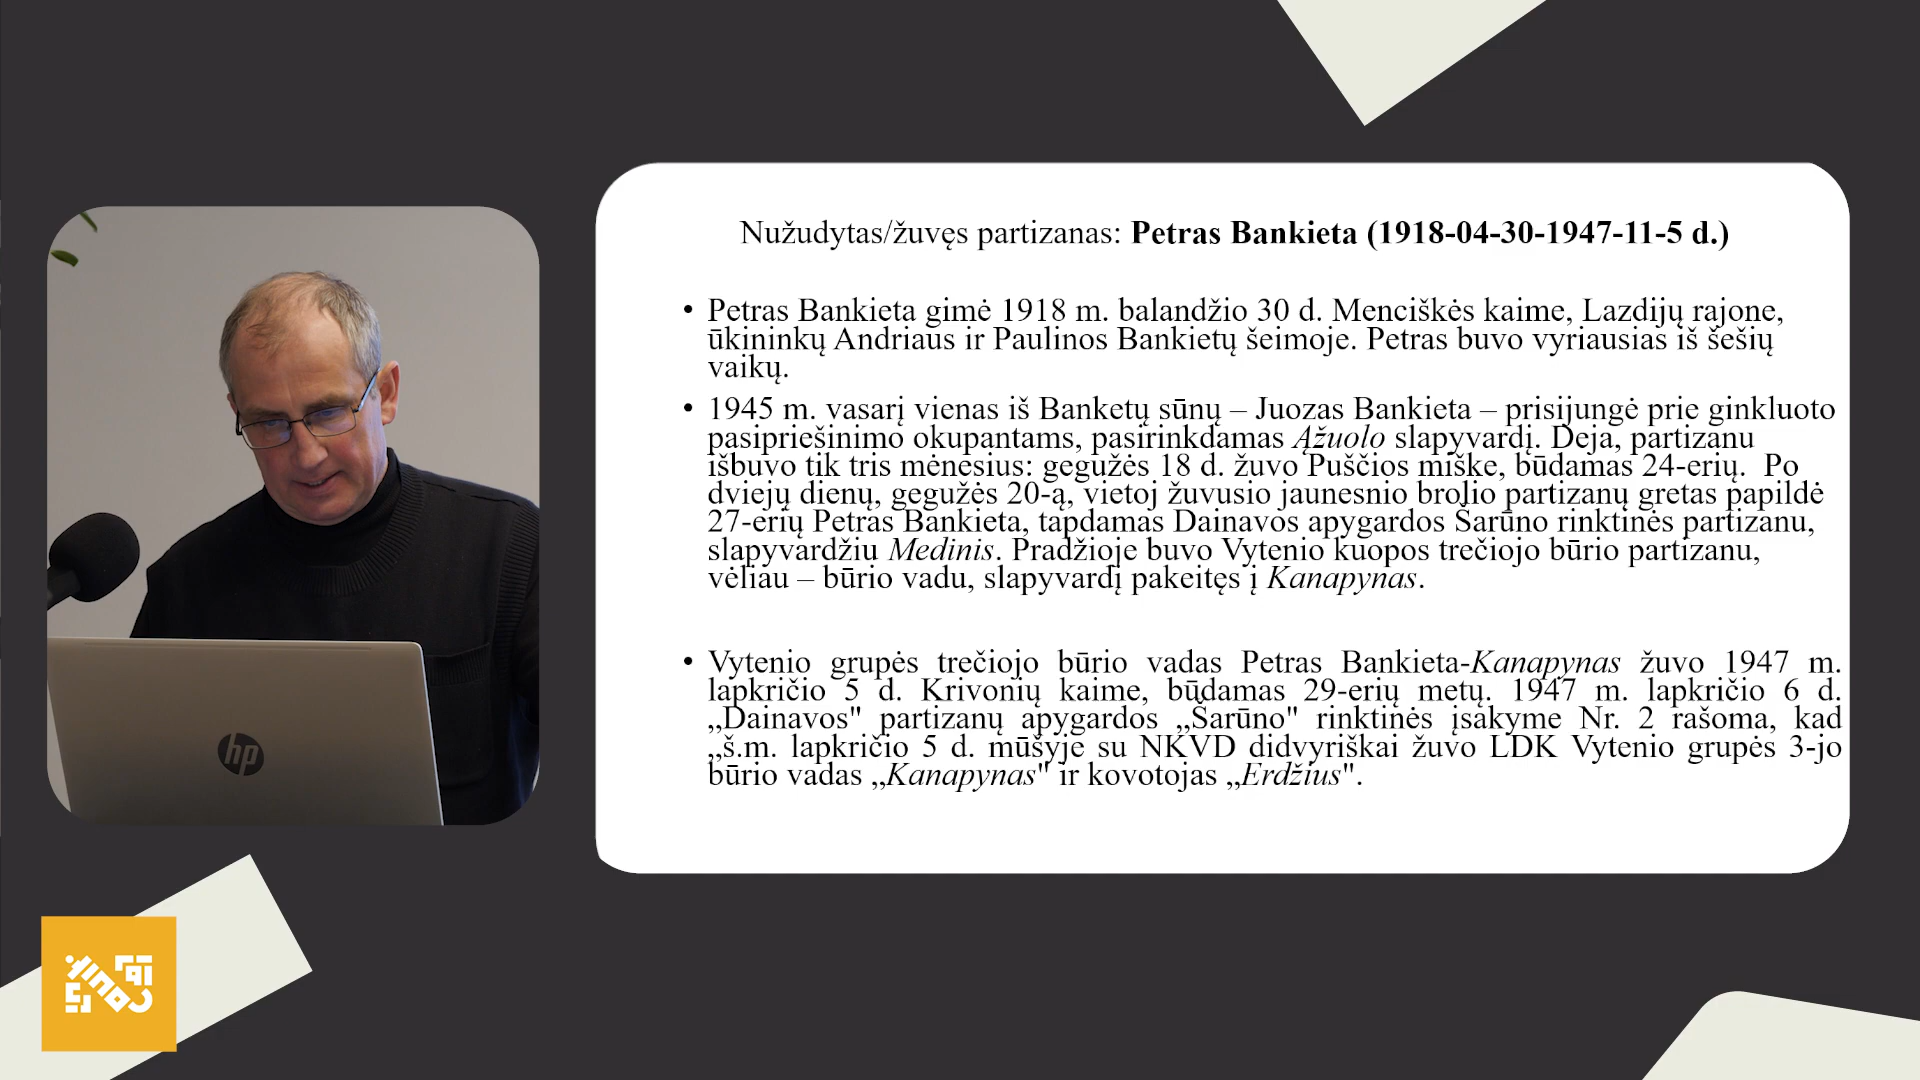 Nužudytas/žuvęs partizanas: Petras Bankieta (1918-04-30-1947-11-5 d.)
• Petras Bankieta gimė 1918 m. balandžio 30 d. Menciškės kaime, Lazdijų rajone,
ūkininkų Andriaus ir Paulinos Bankietų šeimoje. Petras buvo vyriausias iš šešių
vaikų.
• 1945 m. vasarį vienas iš Banketų sūnų – Juozas Bankieta – prisijungė prie ginkluoto
pasipriešinimo okupantams, pasirinkdamas Ąžuolo slapyvardį. Deja, partizanu
išbuvo tik tris mėnesius: gegužės 18 d. žuvo Puščios miške, būdamas 24-erių. Po
dviejų dienų, gegužės 20-ą, vietoj žuvusio jaunesnio brolio partizanų gretas papildė
27-erių Petras Bankieta, tapdamas Dainavos apygardos Šarūno rinktinės partizanu,
slapyvardžiu Medinis. Pradžioje buvo Vytenio kuopos trečiojo būrio partizanu,
vėliau – būrio vadu, slapyvardį pakeitęs į Kanapynas.
• Vytenio grupės trečiojo būrio vadas Petras Bankieta-Kanapynas žuvo 1947 m.
lapkričio 5 d. Krivonių kaime, būdamas 29-erių metų. 1947 m. lapkričio 6 d.
„Dainavos" partizanų apygardos „Šarūno" rinktinės įsakyme Nr. 2 rašoma, kad
„š.m. lapkričio 5 d. mūšyje su NKVD didvyriškai žuvo LDK Vytenio grupės 3-jo
būrio vadas „Kanapynas" ir kovotojas „Erdžius".
hp